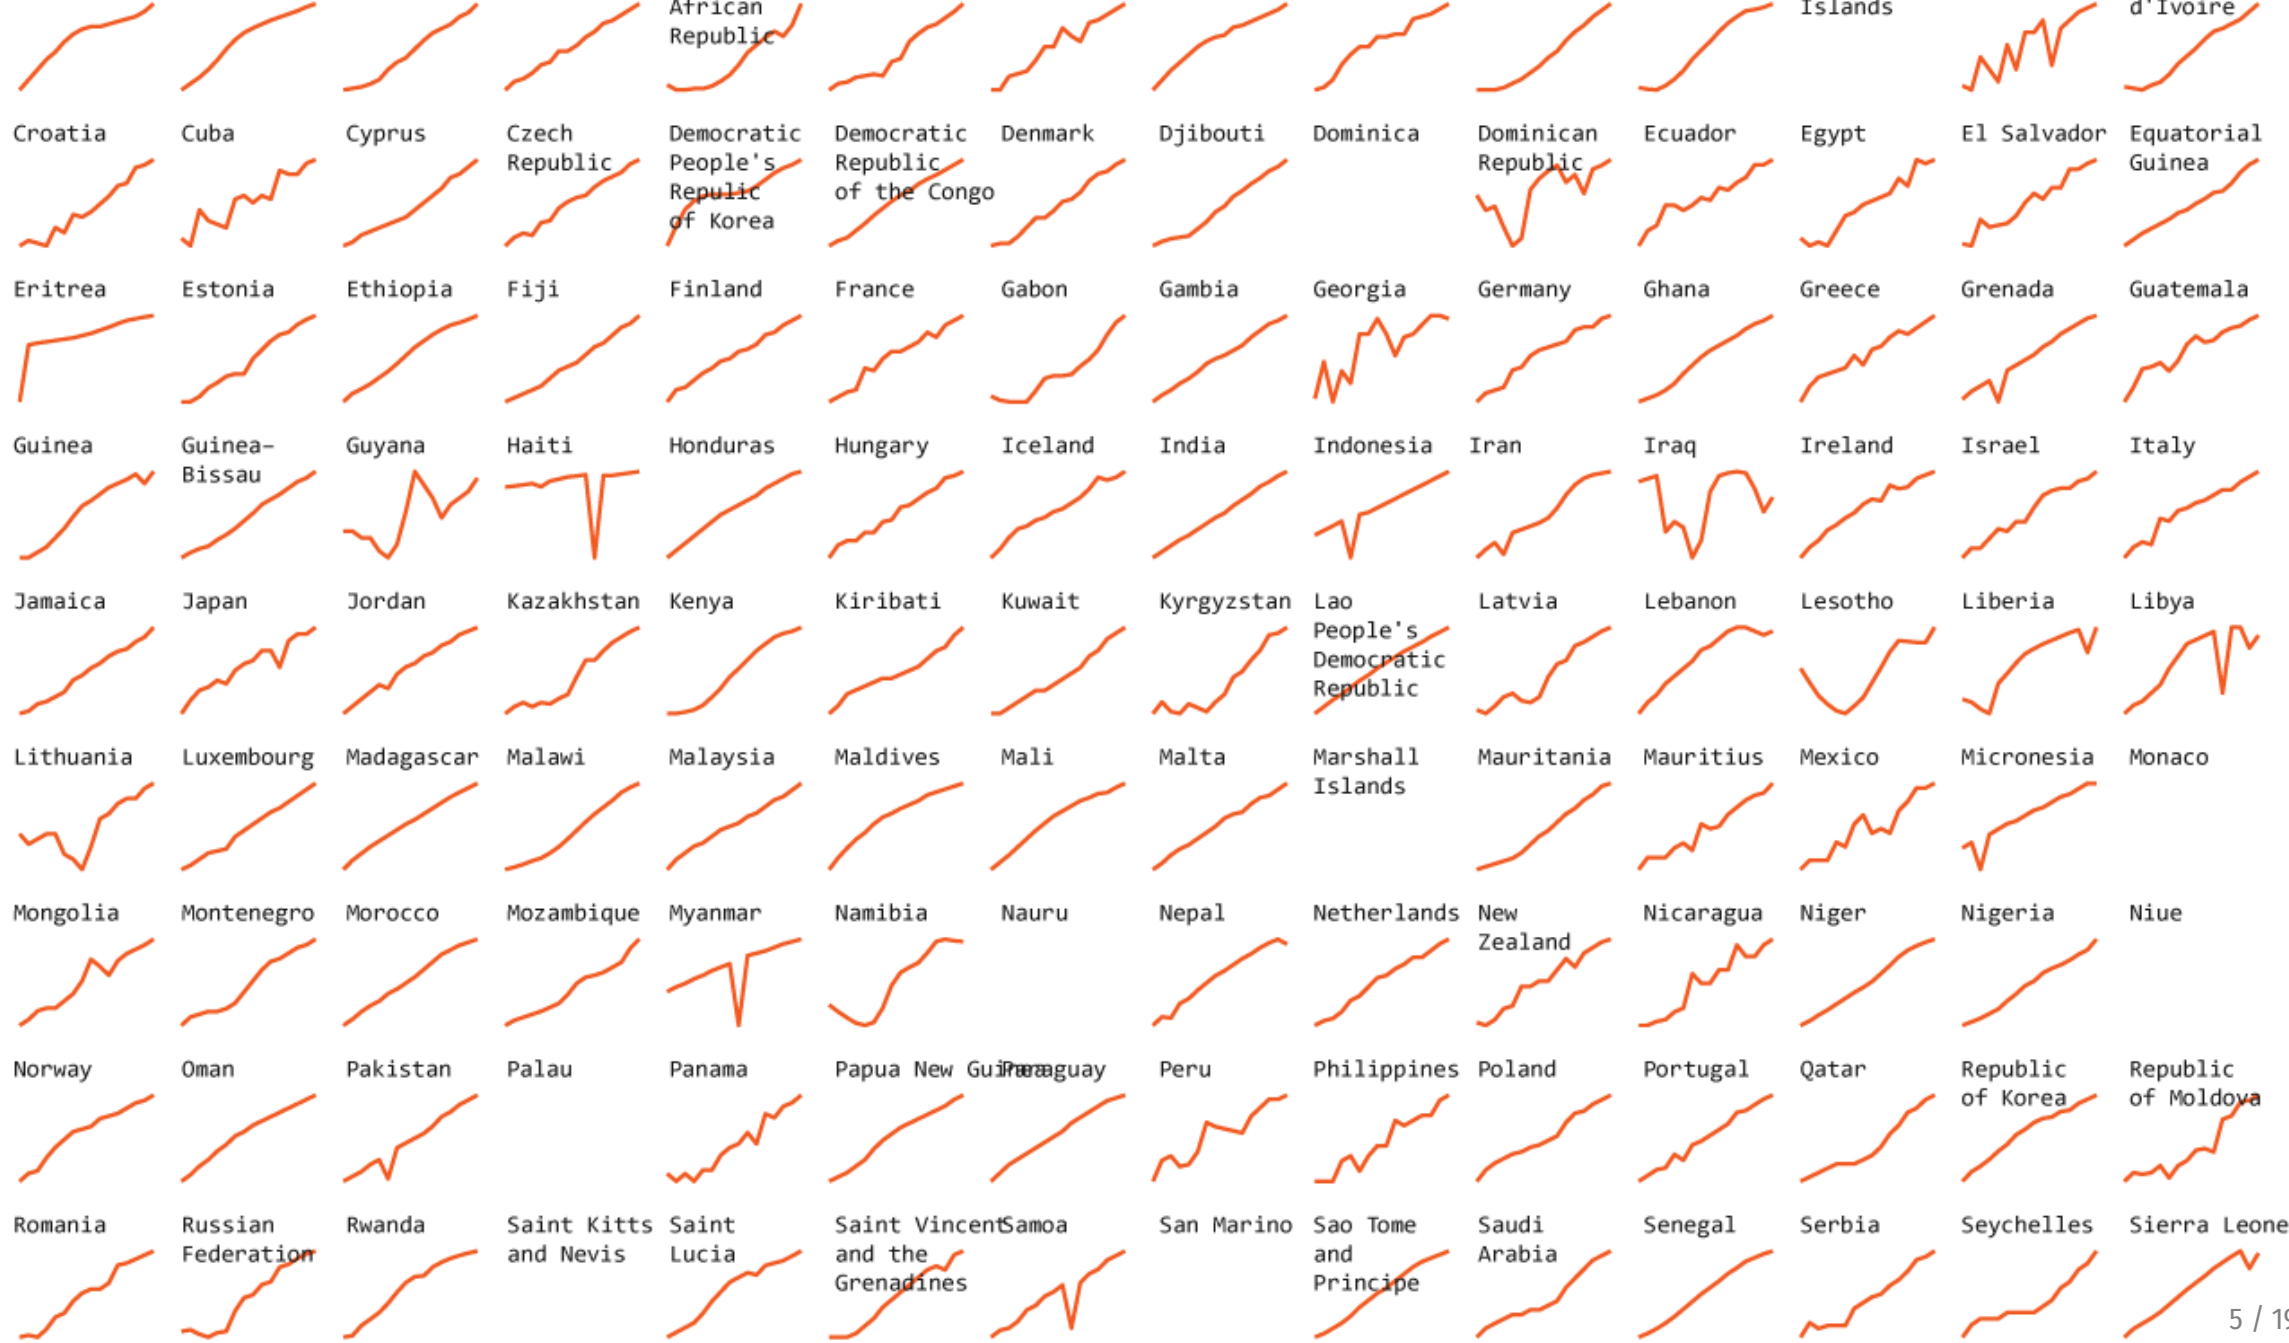 African
Republic
Islands
d'Ivoire
Croatia
Cuba
Cyprus
Czech
Republic
Democratic
People's
Repulic
of Korea
Democratic
Republic
of the Congo
Denmark
Djibouti
Dominica
Dominican
Republic
Ecuador
Egypt
El Salvador
Equatorial
Guinea
Eritrea
Estonia
Ethiopia
Fiji
Finland
France
Gabon
Gambia
Georgia
Germany
Ghana
Greece
Grenada
Guatemala
Guinea
Guinea–
Bissau
Guyana
Haiti
Honduras
Hungary
Iceland
India
Indonesia
Iran
Iraq
Ireland
Israel
Italy
Jamaica
Japan
Jordan
Kazakhstan
Kenya
Kiribati
Kuwait
Kyrgyzstan
Lao
People's
Democratic
Republic
Latvia
Lebanon
Lesotho
Liberia
Libya
Lithuania
Luxembourg
Madagascar
Malawi
Malaysia
Maldives
Mali
Malta
Marshall
Islands
Mauritania
Mauritius
Mexico
Micronesia
Monaco
Mongolia
Montenegro
Morocco
Mozambique
Myanmar
Namibia
Nauru
Nepal
Netherlands
New
Zealand
Nicaragua
Niger
Nigeria
Niue
Norway
Oman
Pakistan
Palau
Panama
Papua New Guinea
Paraguay
Peru
Philippines
Poland
Portugal
Qatar
Republic
of Korea
Republic
of Moldova
Romania
Russian
Federation
Rwanda
Saint Kitts
and Nevis
Saint
Lucia
Saint Vincent
and the
Grenadines
Samoa
San Marino
Sao Tome
and
Principe
Saudi
Arabia
Senegal
Serbia
Seychelles
Sierra Leone
5 / 19